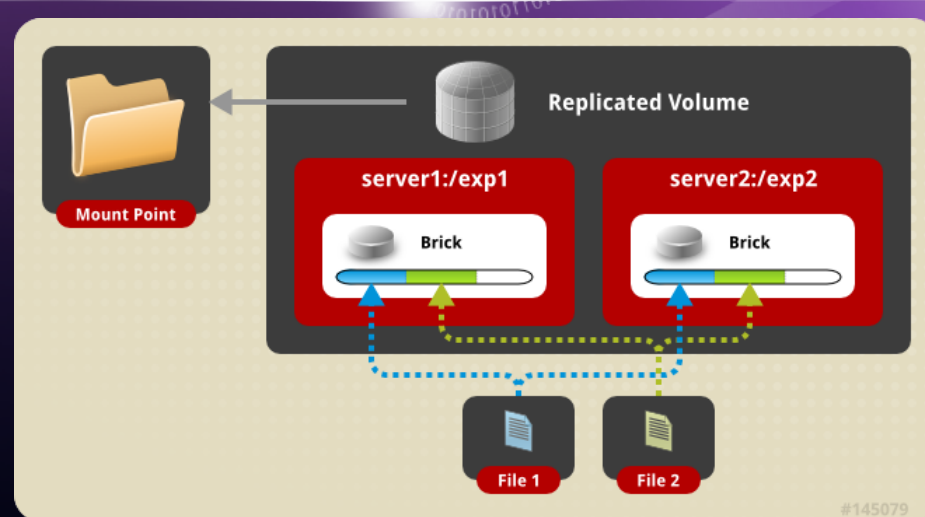 Replicated Volume
Mount Point
server1:/exp1
server2:/exp2
Brick
Brick
File 1
File 2
#145079